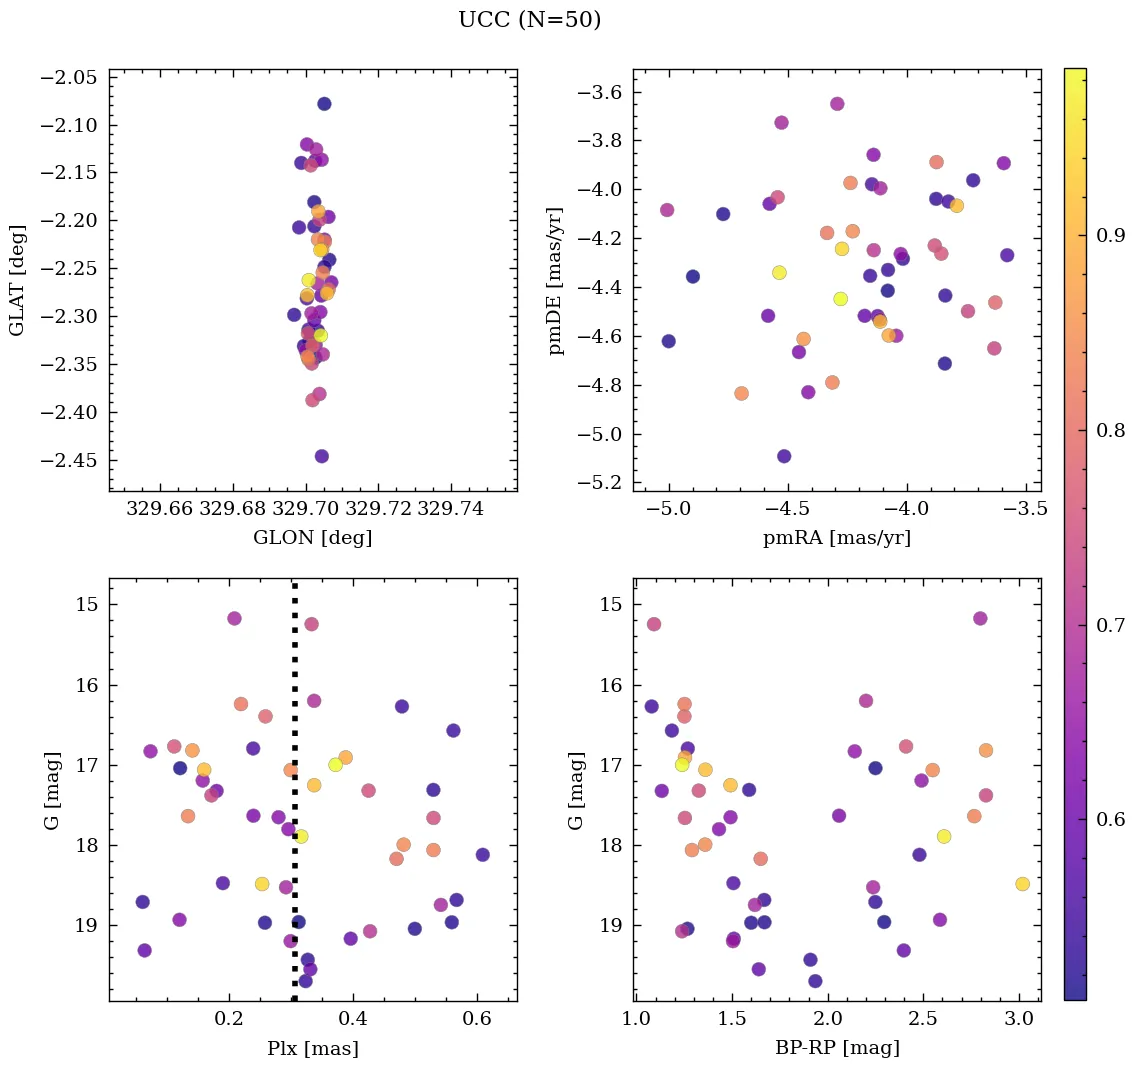 UCC (N=50)
−2.05
−2.10
−2.15
−2.20
−2.25
−2.30
−2.35
−2.40
−2.45
GLAT [deg]
329.66 329.68 329.70 329.72 329.74
GLON [deg]
−3.6
−3.8
−4.0
−4.2
−4.4
−4.6
−4.8
−5.0
−5.2
pmDE [mas/yr]
−5.0 −4.5 −4.0 −3.5
pmRA [mas/yr]
0.9
0.8
0.7
0.6
15
16
17
18
19
G [mag]
0.2 0.4 0.6
Plx [mas]
15
16
17
18
19
G [mag]
1.0 1.5 2.0 2.5 3.0
BP-RP [mag]